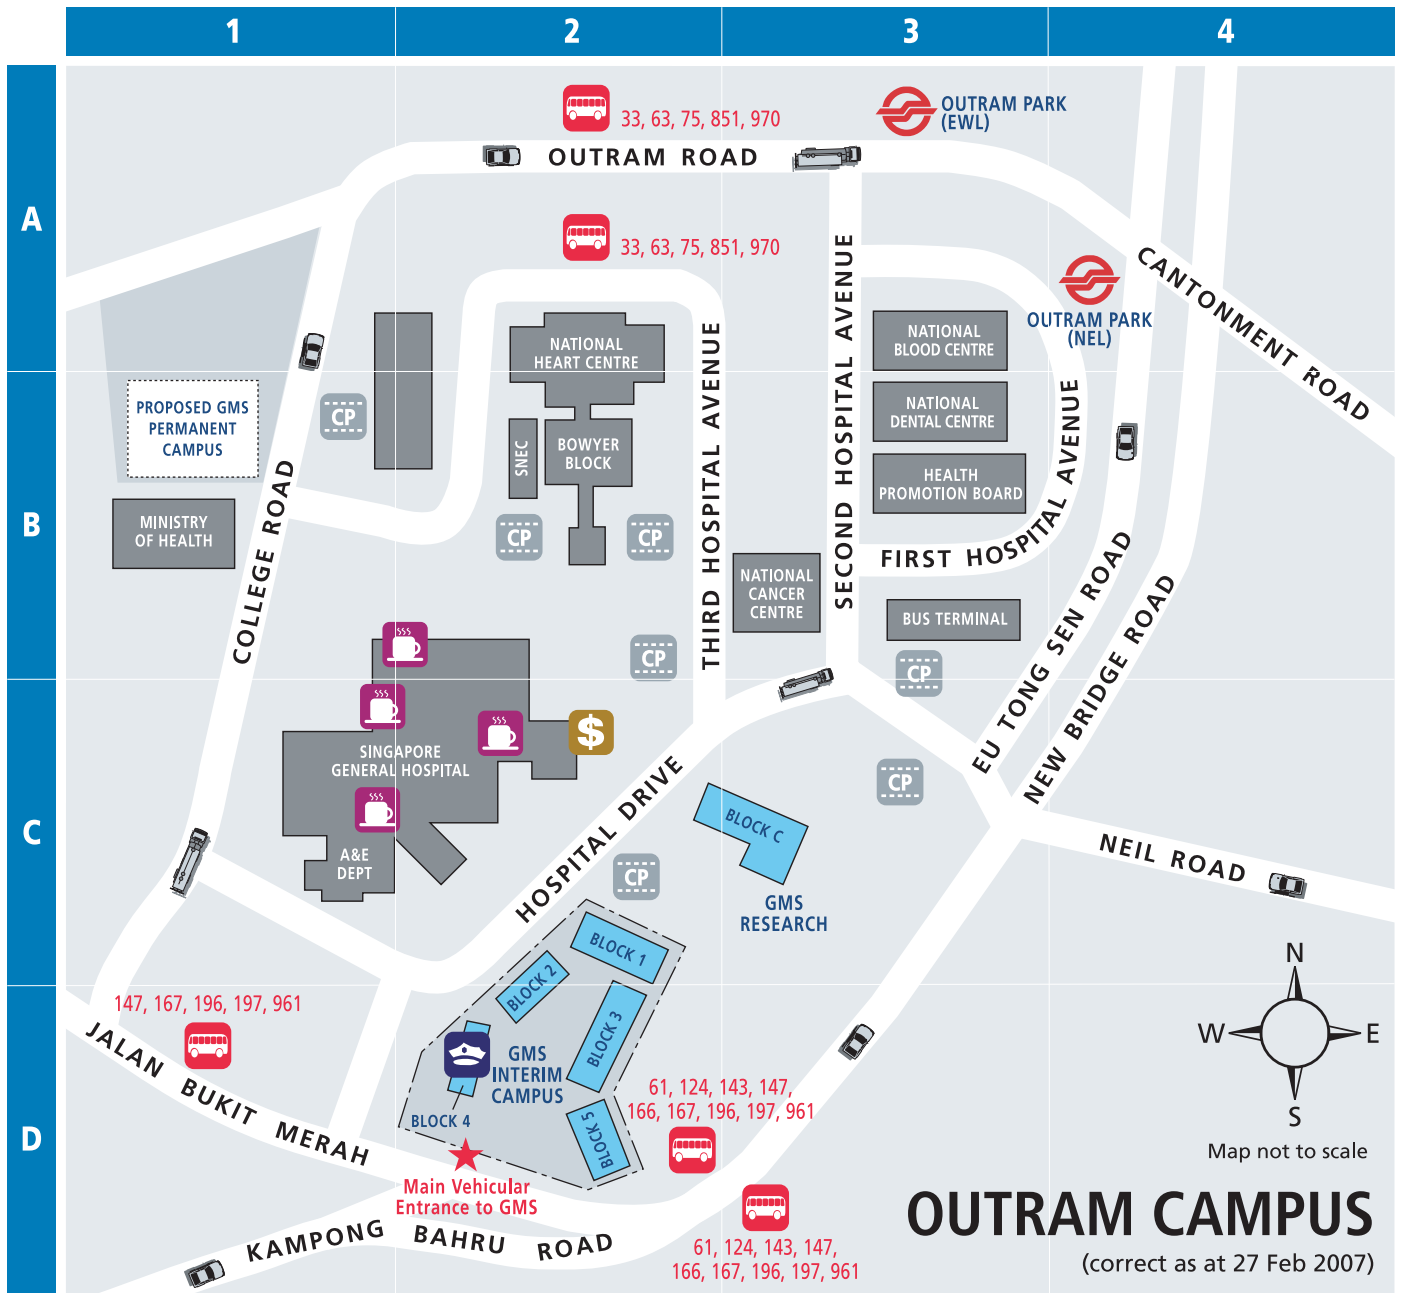 1
2
3
4
A
B
C
D
33, 63, 75, 851, 970
OUTRAM PARK
(EWL)
OUTRAM ROAD
33, 63, 75, 851, 970
CANTONMENT ROAD
OUTRAM PARK
(NEL)
NATIONAL
HEART CENTRE
NATIONAL
BLOOD CENTRE
PROPOSED GMS
PERMANENT
CAMPUS
CP
SNEC
BOWYER
BLOCK
NATIONAL
DENTAL CENTRE
HEALTH
PROMOTION BOARD
MINISTRY
OF HEALTH
CP
CP
COLLEGE ROAD
THIRD HOSPITAL AVENUE
SECOND HOSPITAL AVENUE
FIRST HOSPITAL AVENUE
NATIONAL
CANCER
CENTRE
BUS TERMINAL
CP
CP
EU TONG SEN ROAD
NEW BRIDGE ROAD
$
SINGAPORE
GENERAL HOSPITAL
A&E
DEPT
HOSPITAL DRIVE
CP
CP
BLOCK C
GMS
RESEARCH
NEIL ROAD
BLOCK 1
BLOCK 2
BLOCK 3
GMS
INTERIM
CAMPUS
BLOCK 4
BLOCK 5
147, 167, 196, 197, 961
JALAN BUKIT MERAH
61, 124, 143, 147,
166, 167, 196, 197, 961
Main Vehicular
Entrance to GMS
KAMPONG BAHRU ROAD
61, 124, 143, 147,
166, 167, 196, 197, 961
N
W
E
S
Map not to scale
OUTRAM CAMPUS
(correct as at 27 Feb 2007)